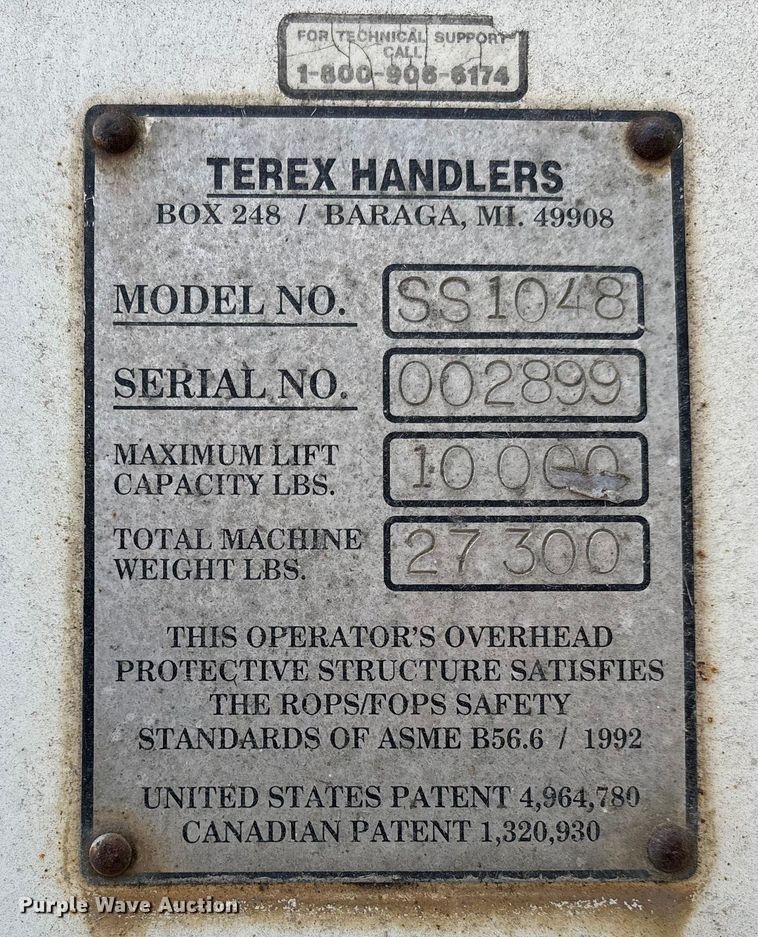 FOR TECHNICAL SUPPORT
CALL
1-800-906-6174
TEREX HANDLERS
BOX 248 / BARAGA, MI. 49908
MODEL NO. SS1048
SERIAL NO. 002899
MAXIMUM LIFT
CAPACITY LBS. 10 000
TOTAL MACHINE
WEIGHT LBS. 27 300
THIS OPERATOR'S OVERHEAD
PROTECTIVE STRUCTURE SATISFIES
THE ROPS/FOPS SAFETY
STANDARDS OF ASME B56.6 / 1992
UNITED STATES PATENT 4,964,780
CANADIAN PATENT 1,320,930
Purple Wave Auction